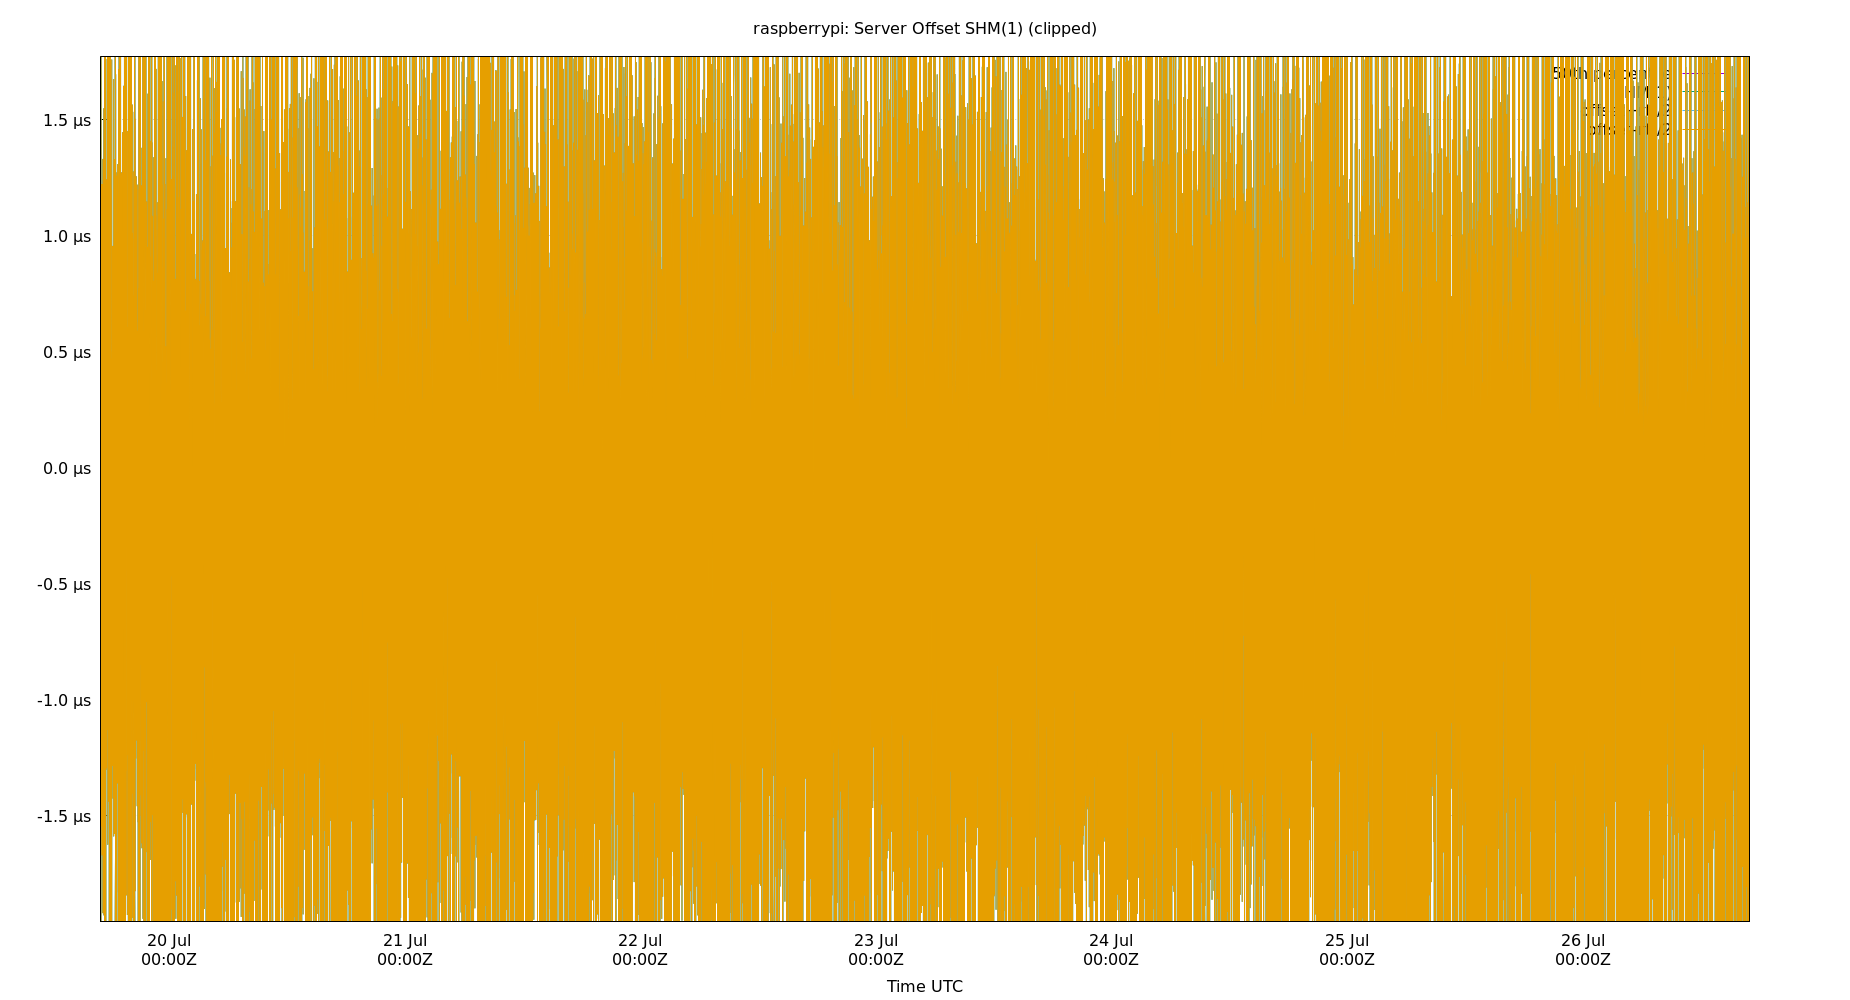 raspberrypi: Server Offset SHM(1) (clipped)
1.5 µs
1.0 µs
0.5 µs
0.0 µs
-0.5 µs
-1.0 µs
-1.5 µs
20 Jul 21 Jul 22 Jul 23 Jul 24 Jul 25 Jul 26 Jul
00:00Z 00:00Z 00:00Z 00:00Z 00:00Z 00:00Z 00:00Z
Time UTC